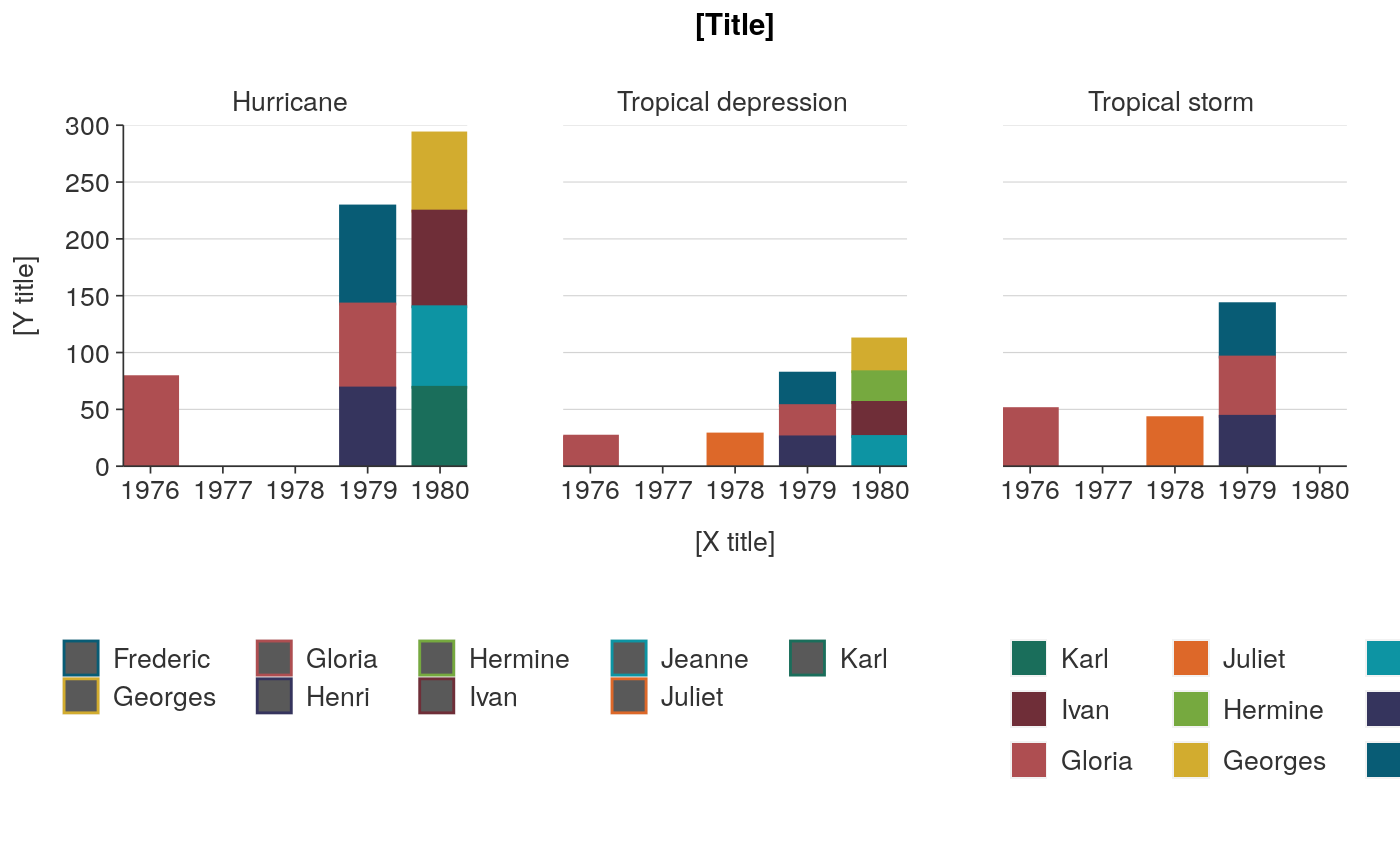 [Title]
Hurricane
Tropical depression
Tropical storm
300
250
200
150
100
50
0
[Y title]
1976 1977 1978 1979 1980
1976 1977 1978 1979 1980
1976 1977 1978 1979 1980
[X title]
Frederic Gloria Hermine Jeanne Karl
Georges Henri Ivan Juliet
Karl Juliet
Ivan Hermine
Gloria Georges